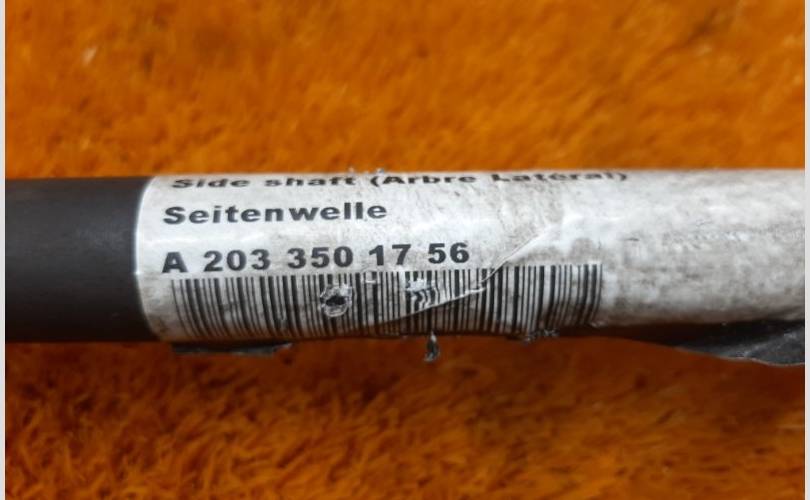 Side shaft (Arbre Latéral)
Seitenwelle
A 203 350 17 56